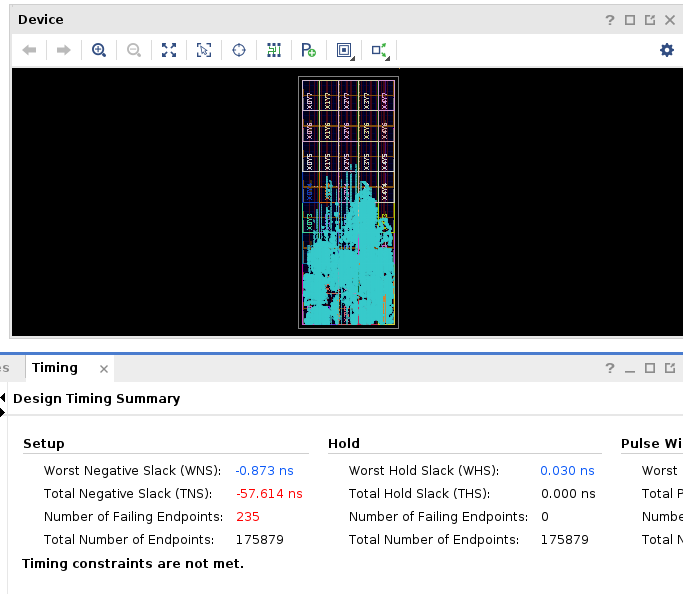 Device
X0Y7 X1Y7 X2Y7 X3Y7 X4Y7
X0Y6 X1Y6 X2Y6 X3Y6 X4Y6
X0Y5 X1Y5 X2Y5 X3Y5 X4Y5
X4Y4
X0Y3
es
Timing
Design Timing Summary
Setup Hold Pulse Wi
Worst Negative Slack (WNS): -0.873 ns Worst Hold Slack (WHS): 0.030 ns Worst
Total Negative Slack (TNS): -57.614 ns Total Hold Slack (THS): 0.000 ns Total P
Number of Failing Endpoints: 235 Number of Failing Endpoints: 0 Numbe
Total Number of Endpoints: 175879 Total Number of Endpoints: 175879 Total N
Timing constraints are not met.